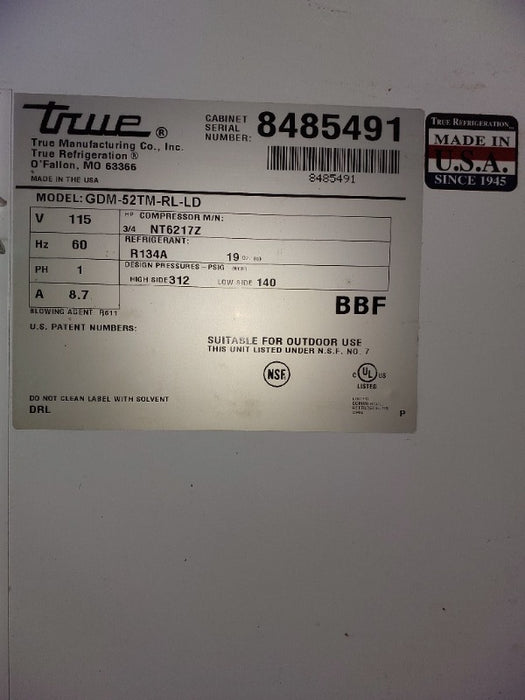 true ®
True Manufacturing Co., Inc.
True Refrigeration ®
O'Fallon, MO 63366
MADE IN THE USA
CABINET
SERIAL
NUMBER:
8485491
8485491
TRUE REFRIGERATION
MADE IN
U.S.A.
SINCE 1945
MODEL: GDM-52TM-RL-LD
V 115
Hz 60
PH 1
A 8.7
HP COMPRESSOR M/N:
3/4 NT6217Z
REFRIGERANT:
R134A 19
DESIGN PRESSURES - PSIG
HIGH SIDE 312 LOW SIDE 140
BLOWING AGENT R611
BBF
U.S. PATENT NUMBERS:
SUITABLE FOR OUTDOOR USE
THIS UNIT LISTED UNDER N.S.F. NO. 7
NSF
C UL US
LISTED
DO NOT CLEAN LABEL WITH SOLVENT
DRL
P